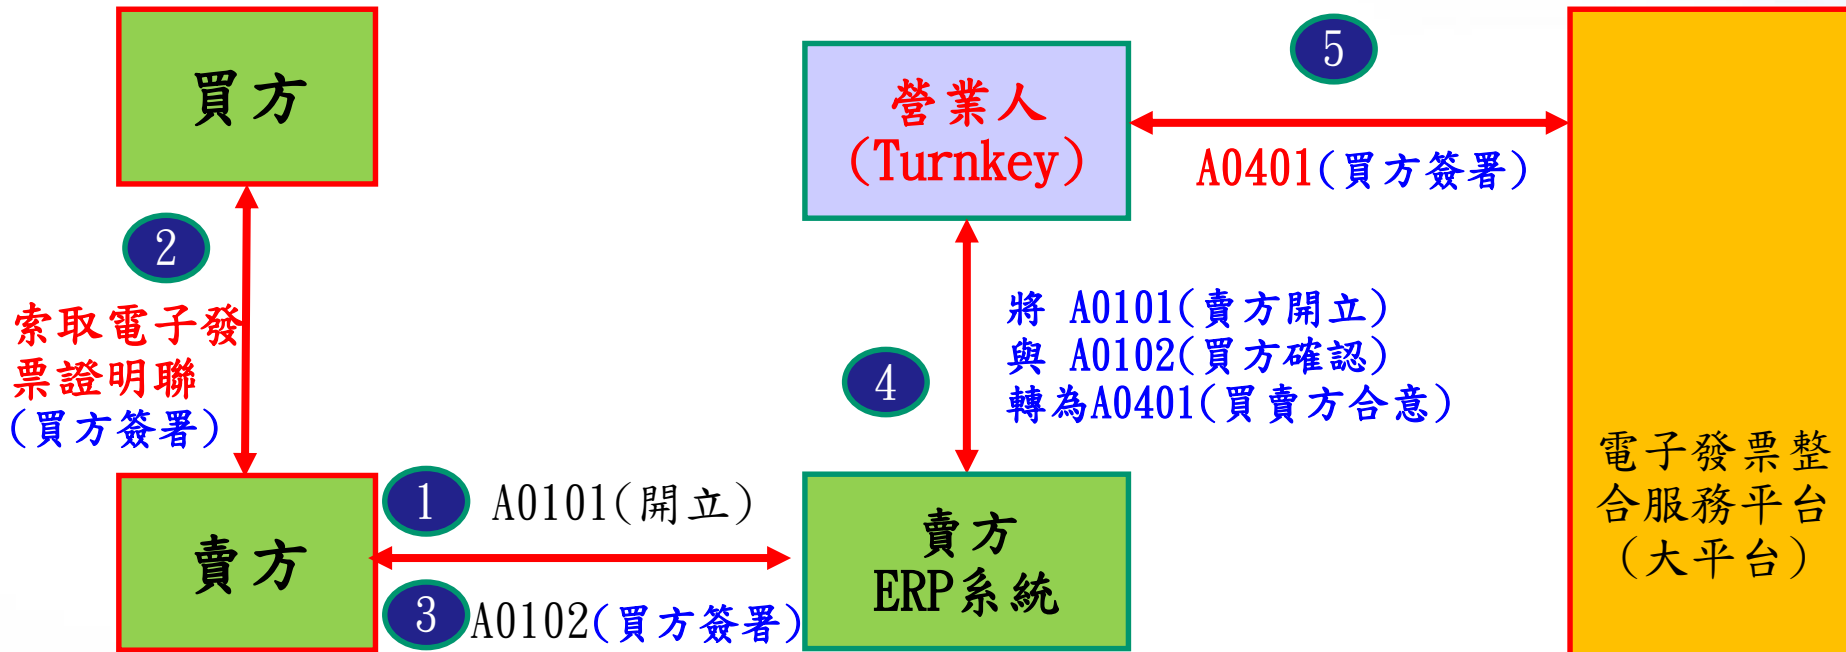 買方
營業人
(Turnkey)
5
A0401(買方簽署)
2
索取電子發
票證明聯
(買方簽署)
將 A0101(賣方開立)
與 A0102(買方確認)
轉為A0401(買賣方合意)
4
電子發票整
合服務平台
(大平台)
賣方
1
A0101(開立)
3
A0102(買方簽署)
賣方
ERP系統